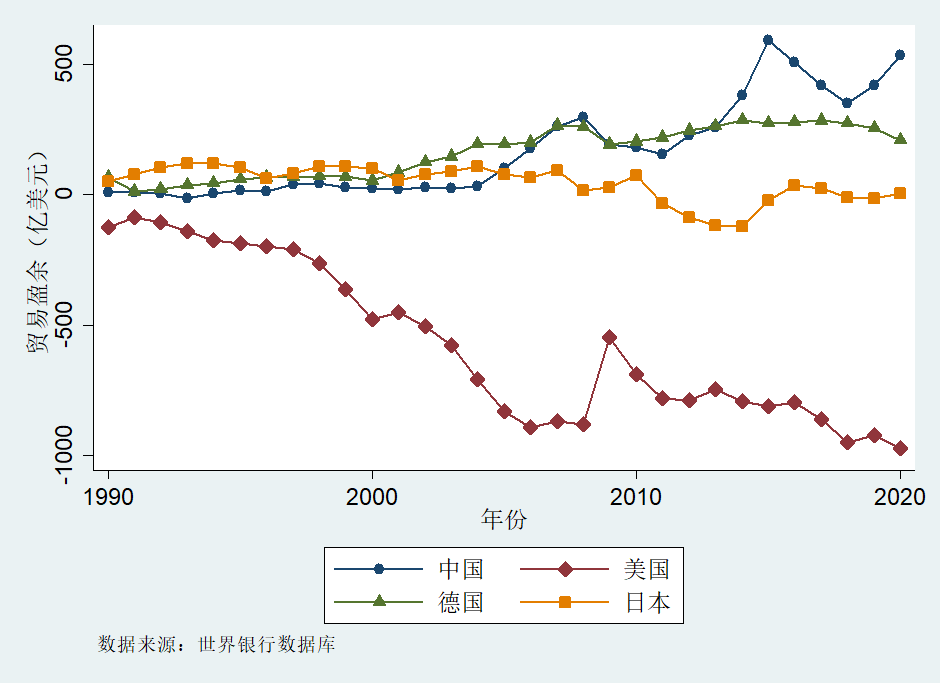 500
0
-500
-1000
贸易盈余（亿美元）
1990 2000 2010 2020
年份
中国 美国
德国 日本
数据来源：世界银行数据库